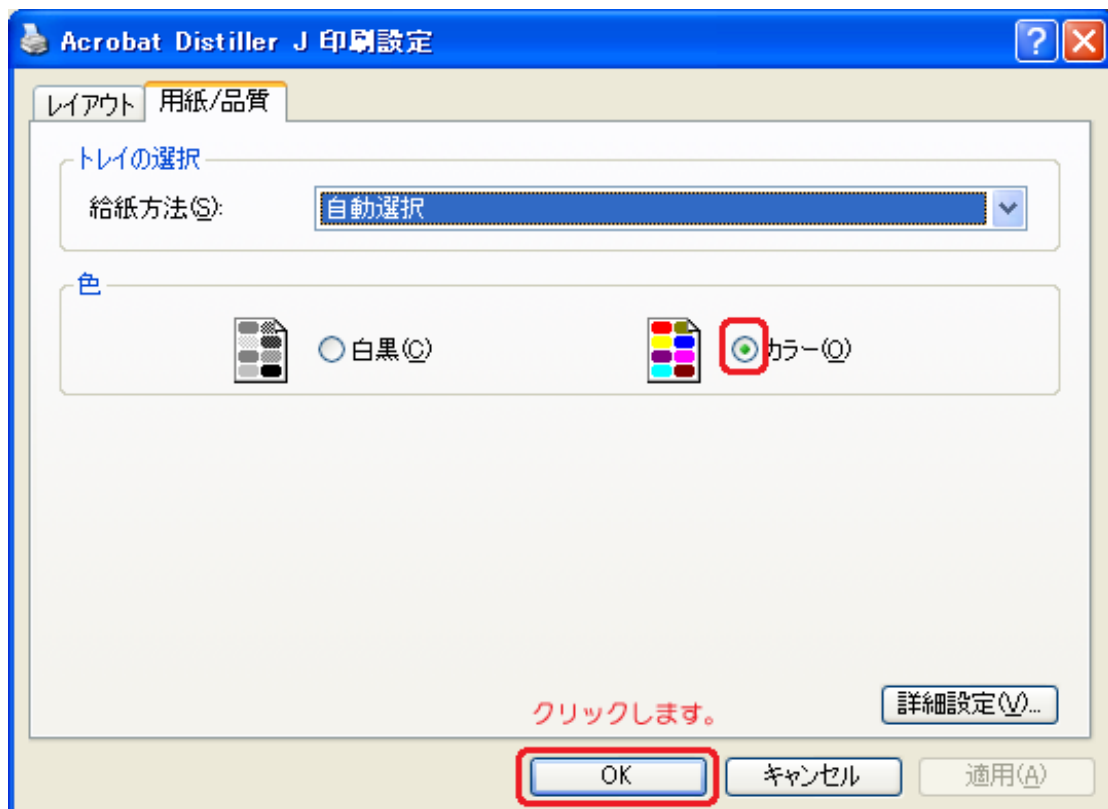 Acrobat Distiller J 印刷設定
レイアウト 用紙/品質
トレイの選択
給紙方法(S): 自動選択
色
白黒(C) カラー(O)
詳細設定(V)...
クリックします。
OK キャンセル 適用(A)